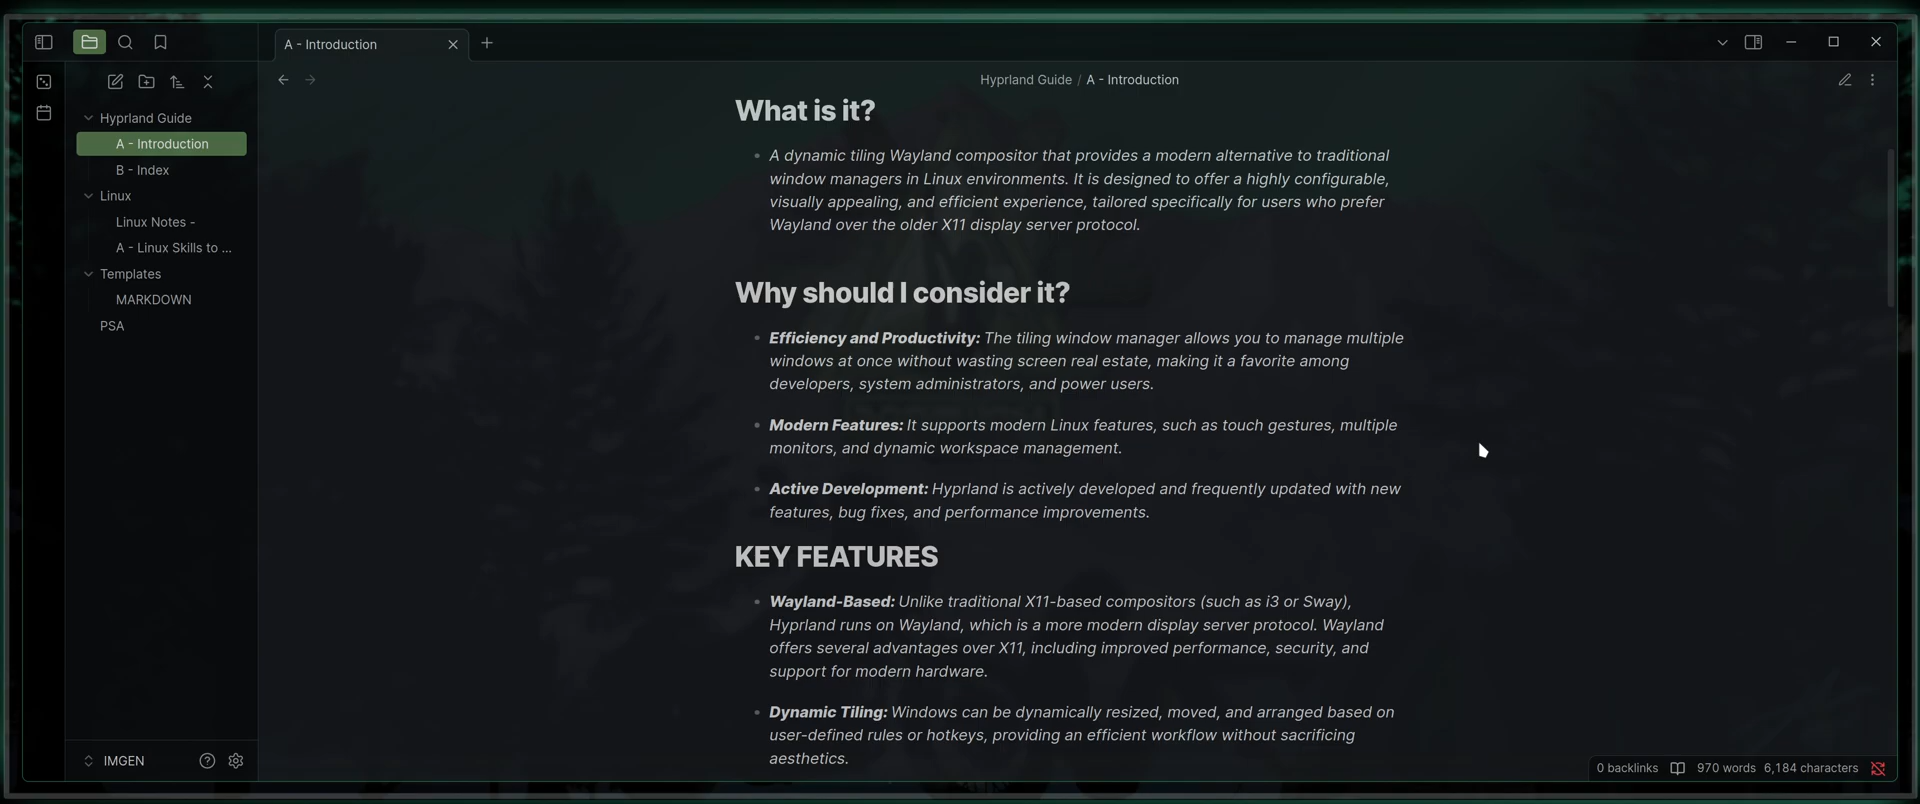 A - Introduction
Hyprland Guide / A - Introduction
Hyprland Guide
A - Introduction
B - Index
Linux
Linux Notes -
A - Linux Skills to ...
Templates
MARKDOWN
PSA
IMGEN
What is it?
A dynamic tiling Wayland compositor that provides a modern alternative to traditional
window managers in Linux environments. It is designed to offer a highly configurable,
visually appealing, and efficient experience, tailored specifically for users who prefer
Wayland over the older X11 display server protocol.
Why should I consider it?
Efficiency and Productivity: The tiling window manager allows you to manage multiple
windows at once without wasting screen real estate, making it a favorite among
developers, system administrators, and power users.
Modern Features: It supports modern Linux features, such as touch gestures, multiple
monitors, and dynamic workspace management.
Active Development: Hyprland is actively developed and frequently updated with new
features, bug fixes, and performance improvements.
KEY FEATURES
Wayland-Based: Unlike traditional X11-based compositors (such as i3 or Sway),
Hyprland runs on Wayland, which is a more modern display server protocol. Wayland
offers several advantages over X11, including improved performance, security, and
support for modern hardware.
Dynamic Tiling: Windows can be dynamically resized, moved, and arranged based on
user-defined rules or hotkeys, providing an efficient workflow without sacrificing
aesthetics.
0 backlinks 970 words 6,184 characters